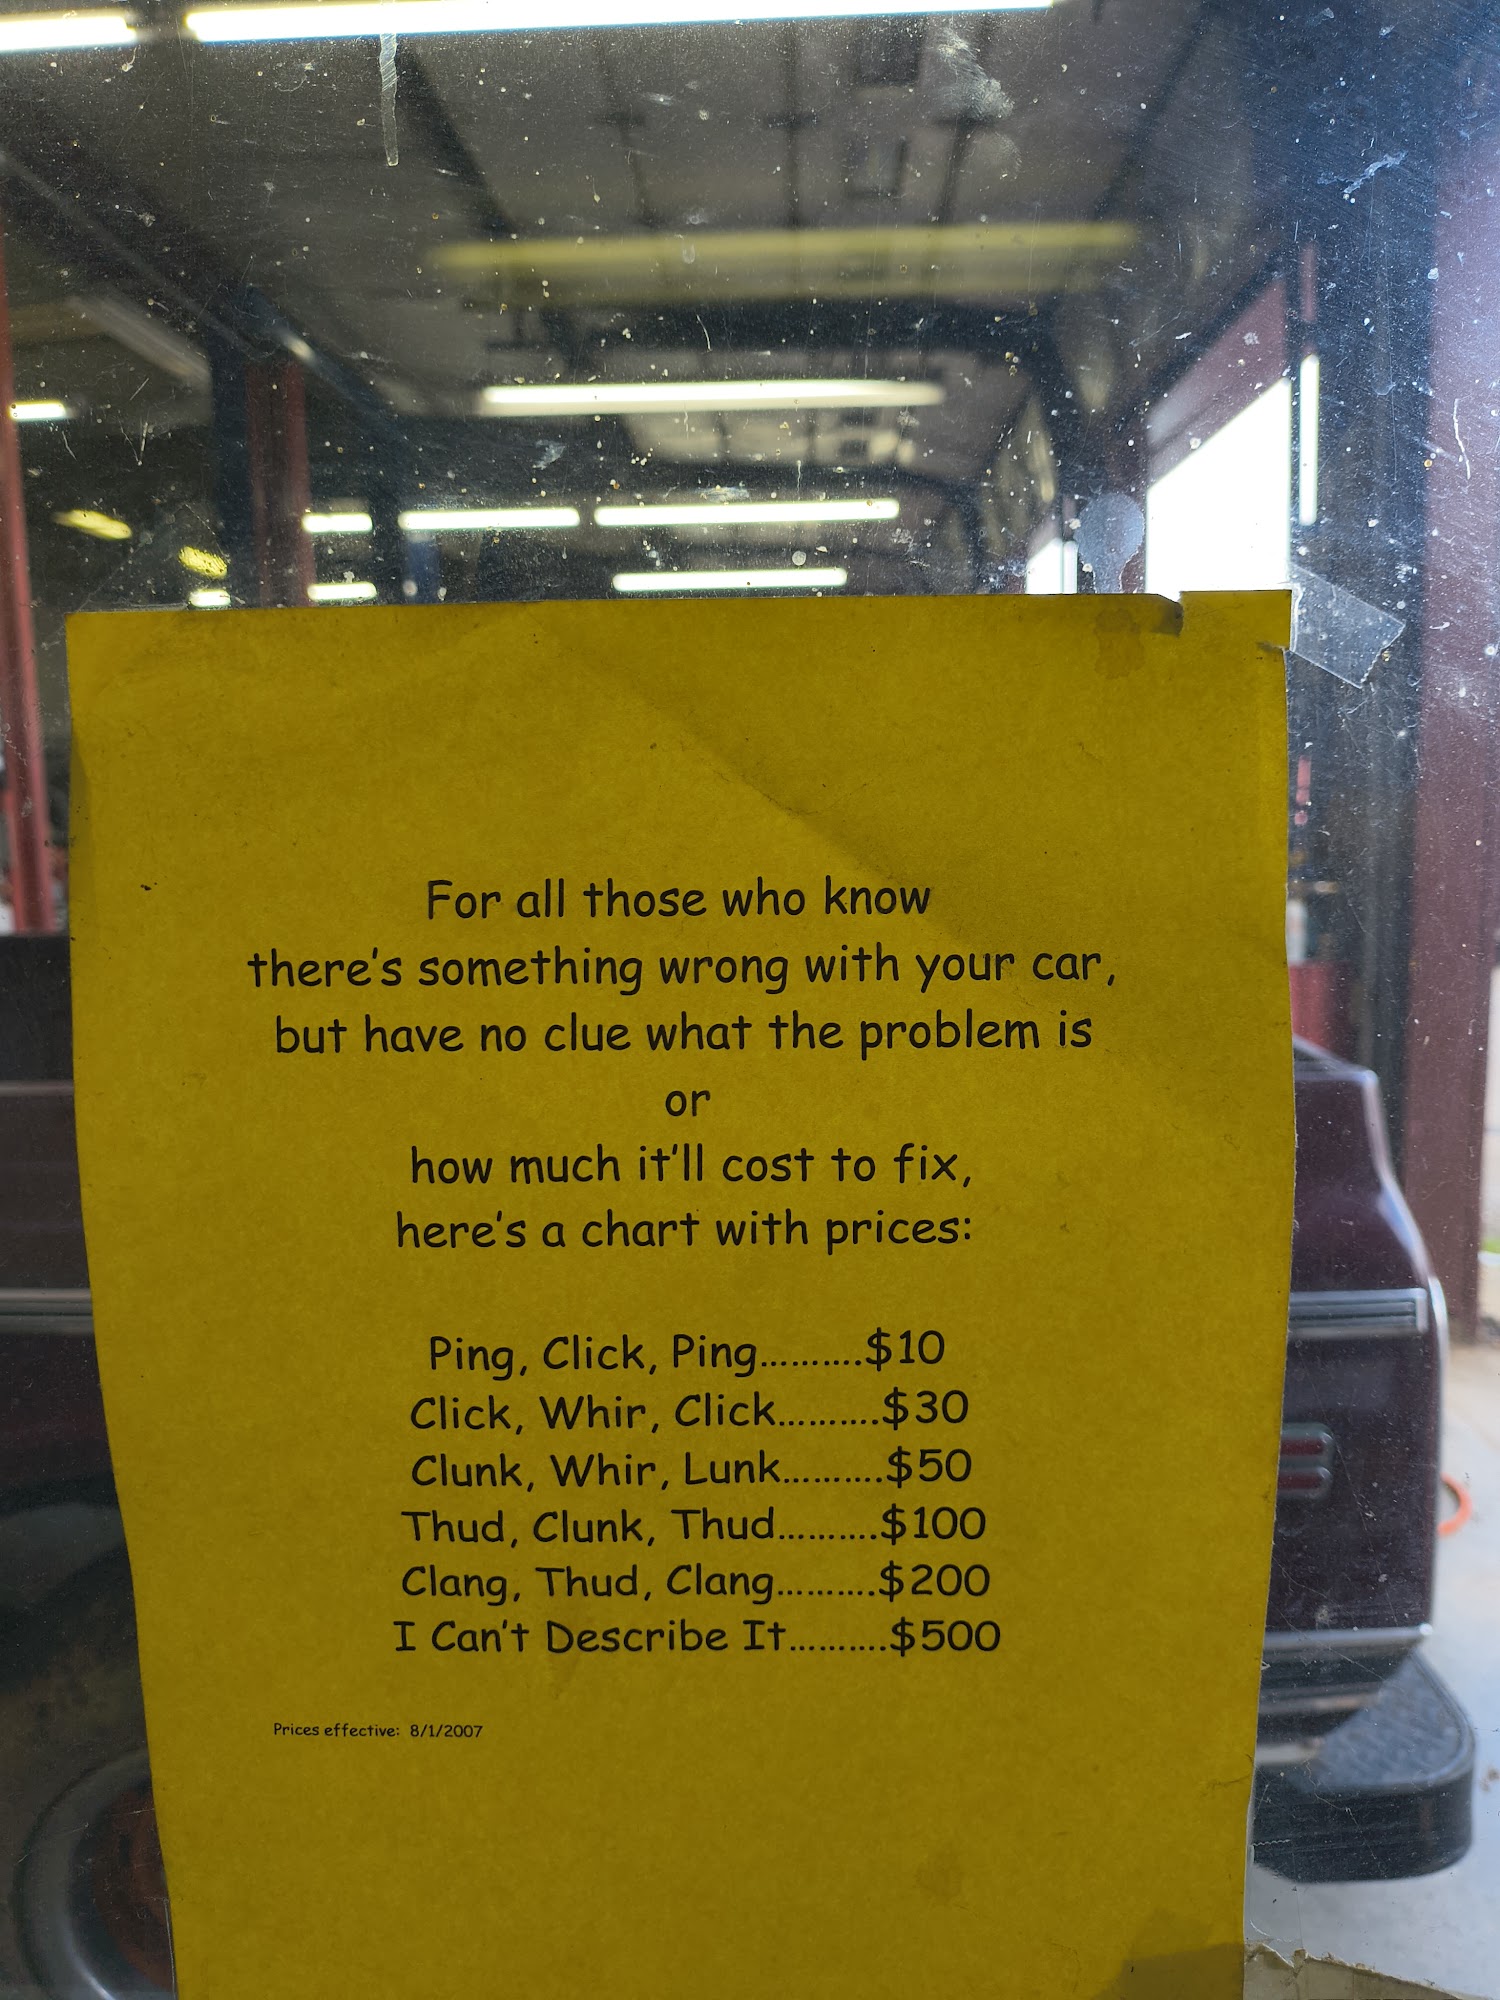 For all those who know
there's something wrong with your car,
but have no clue what the problem is
or
how much it'll cost to fix,
here's a chart with prices:
Ping, Click, Ping..........$10
Click, Whir, Click..........$30
Clunk, Whir, Lunk..........$50
Thud, Clunk, Thud..........$100
Clang, Thud, Clang..........$200
I Can't Describe It..........$500
Prices effective: 8/1/2007